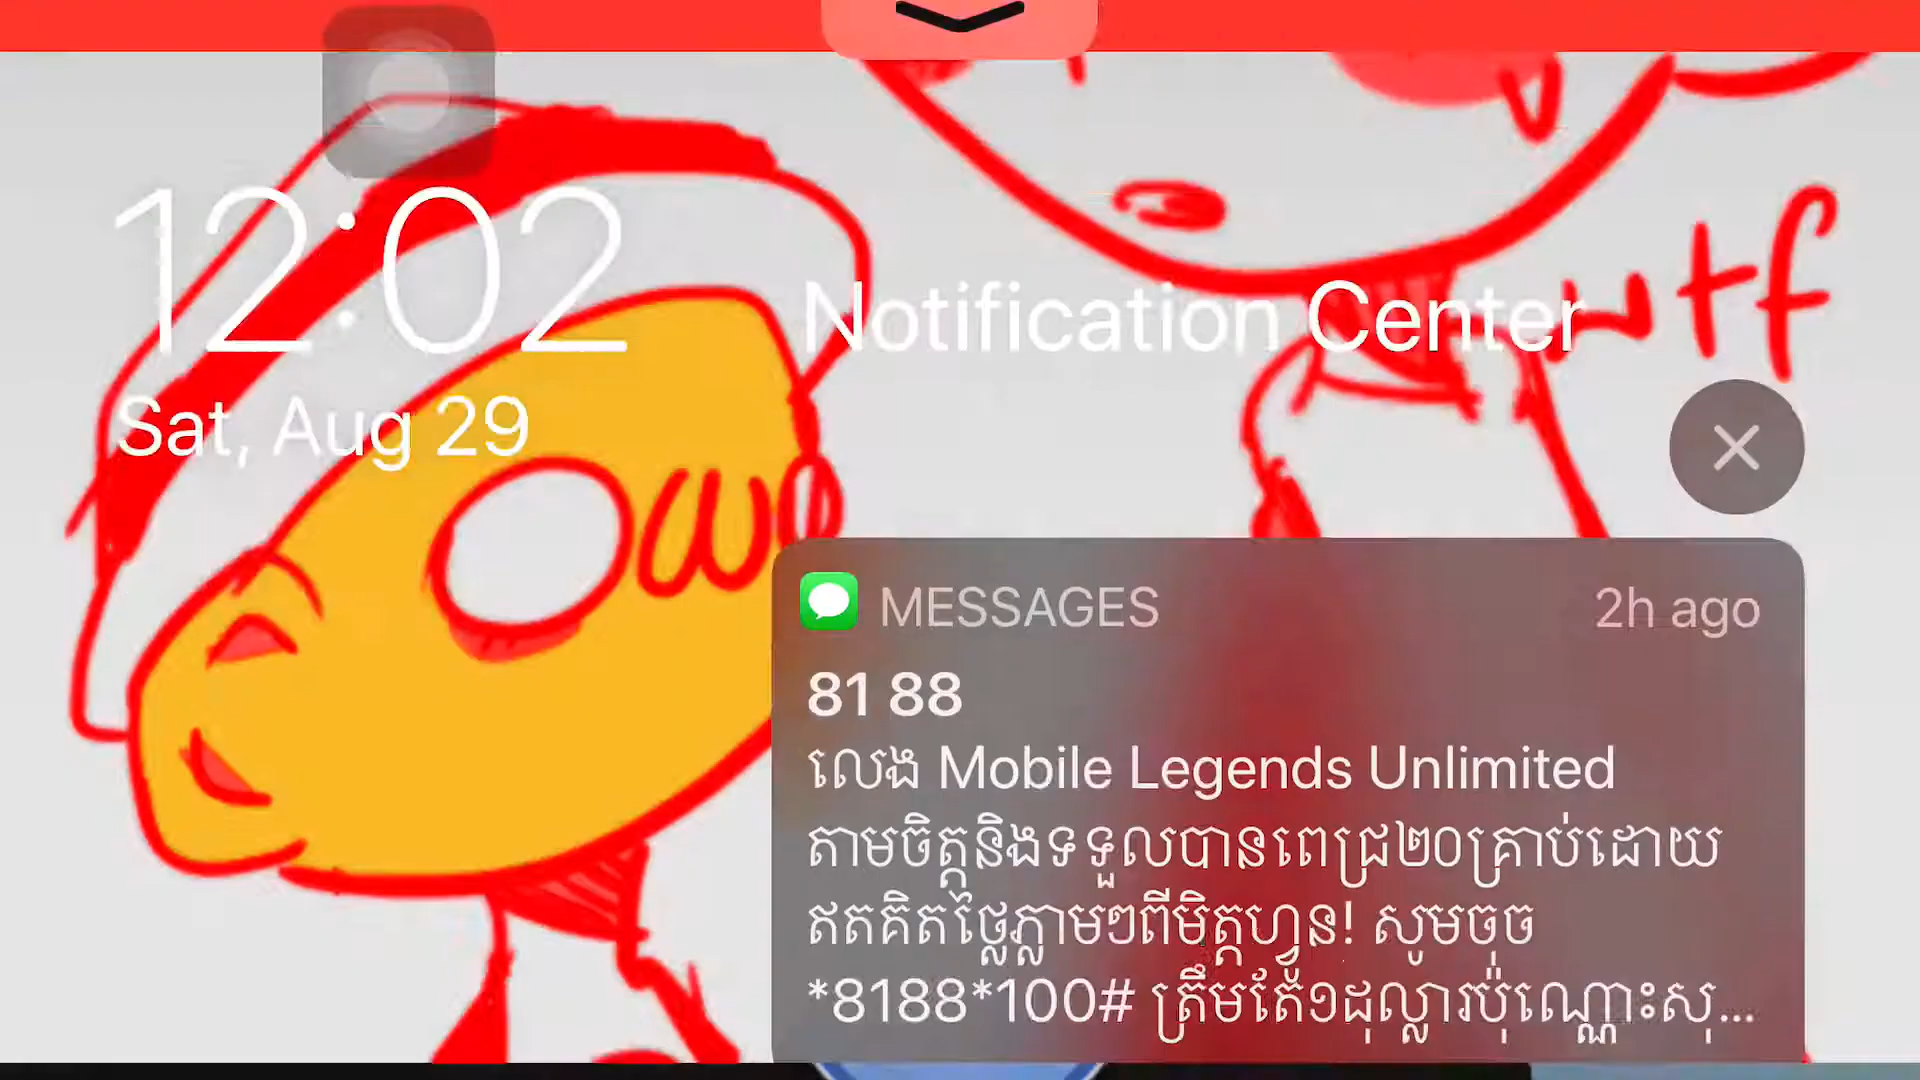 12:02
Sat, Aug 29
Notification Center
wtf
owo
MESSAGES
2h ago
81 88
លេង Mobile Legends Unlimited
តាមចិត្តនិងទទួលបានពេជ្រ២០គ្រាប់ដោយ
ឥតគិតថ្លៃភ្លាមៗពីមិត្តហ្វូន! សូមចុច
*8188*100# ត្រឹមតែ១ដុល្លារប៉ុណ្ណោះសុ...